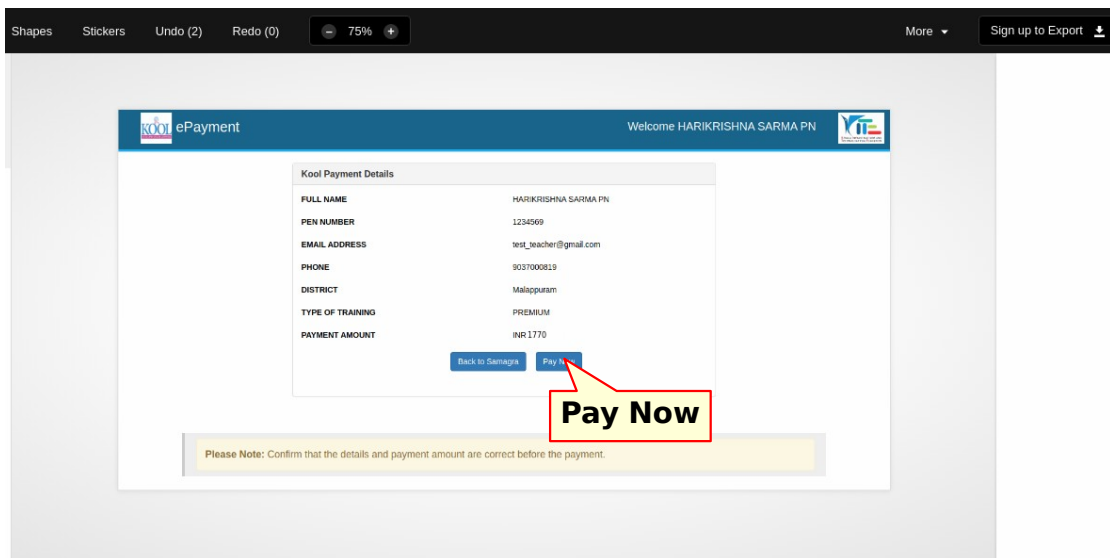 Shapes Stickers Undo (2) Redo (0) 75% More Sign up to Export
KOOL ePayment Welcome HARIKRISHNA SARMA PN KITE
Kool Payment Details
FULL NAME HARIKRISHNA SARMA PN
PEN NUMBER 1234569
EMAIL ADDRESS test_teacher@gmail.com
PHONE 9037000819
DISTRICT Malappuram
TYPE OF TRAINING PREMIUM
PAYMENT AMOUNT INR 1770
Back to Samagra Pay Now
Pay Now
Please Note: Confirm that the details and payment amount are correct before the payment.